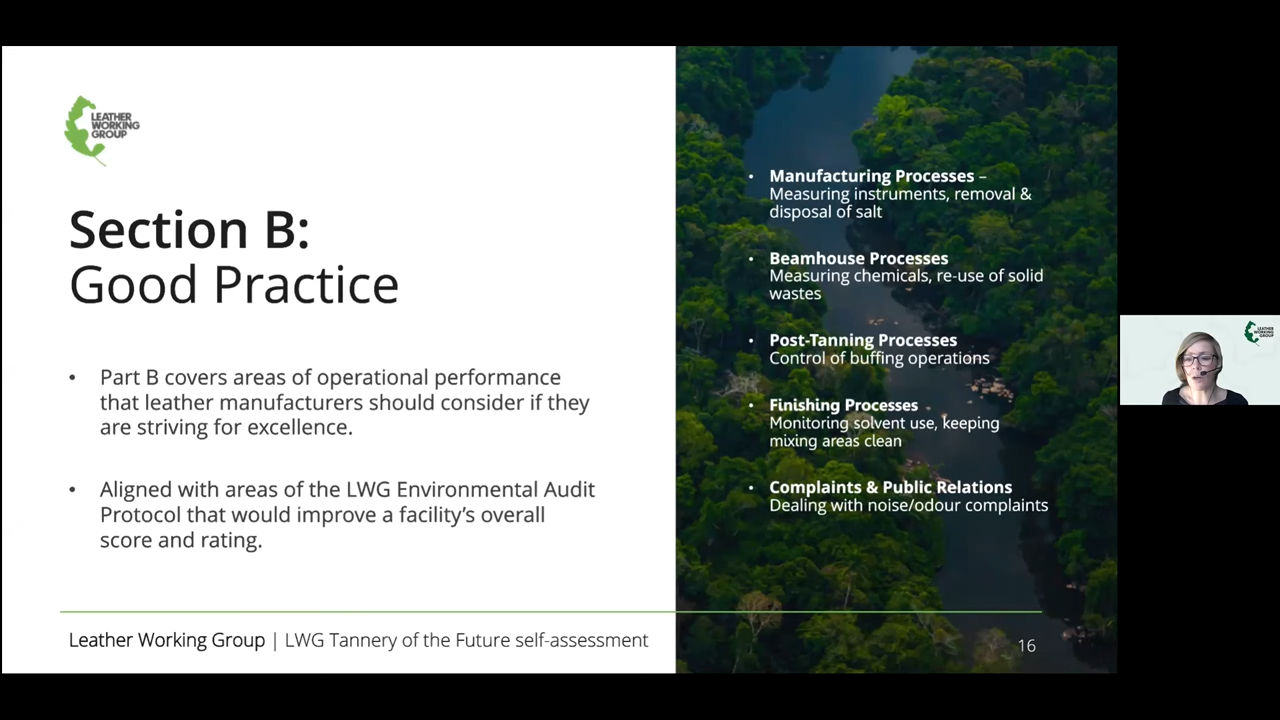 LEATHER
WORKING
GROUP
Section B:
Good Practice
• Part B covers areas of operational performance
that leather manufacturers should consider if they
are striving for excellence.
• Aligned with areas of the LWG Environmental Audit
Protocol that would improve a facility’s overall
score and rating.
• Manufacturing Processes –
Measuring instruments, removal &
disposal of salt
• Beamhouse Processes
Measuring chemicals, re-use of solid
wastes
• Post-Tanning Processes
Control of buffing operations
• Finishing Processes
Monitoring solvent use, keeping
mixing areas clean
• Complaints & Public Relations
Dealing with noise/odour complaints
Leather Working Group | LWG Tannery of the Future self-assessment
16
LEATHER
WORKING
GROUP